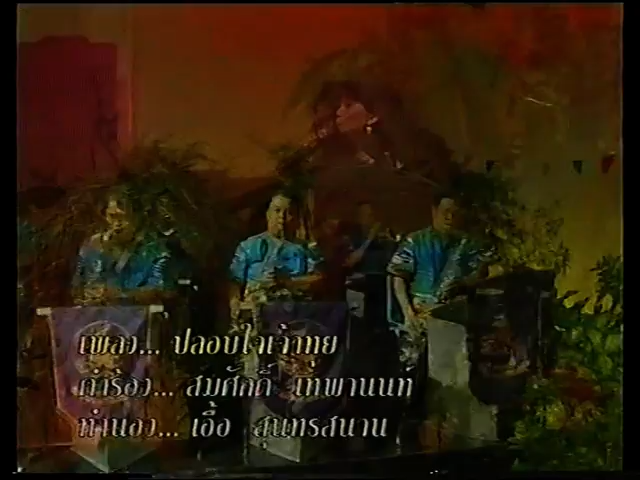 เพลง... ปลอบใจเจ้าทุย
คำร้อง... สมศักดิ์ เทพานนท์
ทำนอง... เอื้อ สุนทรสนาน